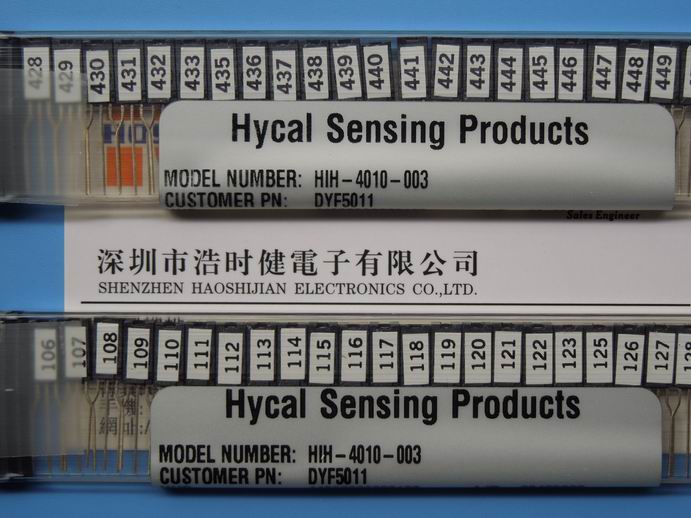 428 429 430 431 432 433 435 436 437 438 439 440 441 442 443 444 445 446 447 448 449
Hycal Sensing Products
MODEL NUMBER: HIH-4010-003
CUSTOMER PN: DYF5011
Sales Engineer
深圳市浩时健電子有限公司
SHENZHEN HAOSHIJIAN ELECTRONICS CO.,LTD.
106 107 108 109 110 111 112 113 114 115 116 117 118 119 120 121 122 123 125 126 127 128
Hycal Sensing Products
MODEL NUMBER: HIH-4010-003
CUSTOMER PN: DYF5011